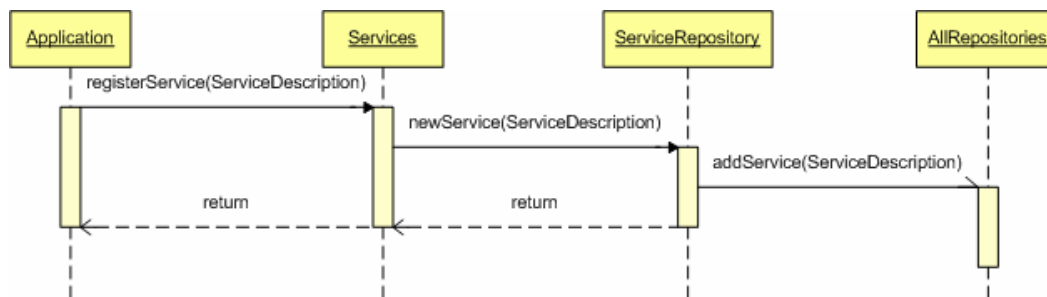 Application
Services
ServiceRepository
AllRepositories
registerService(ServiceDescription)
newService(ServiceDescription)
addService(ServiceDescription)
return
return